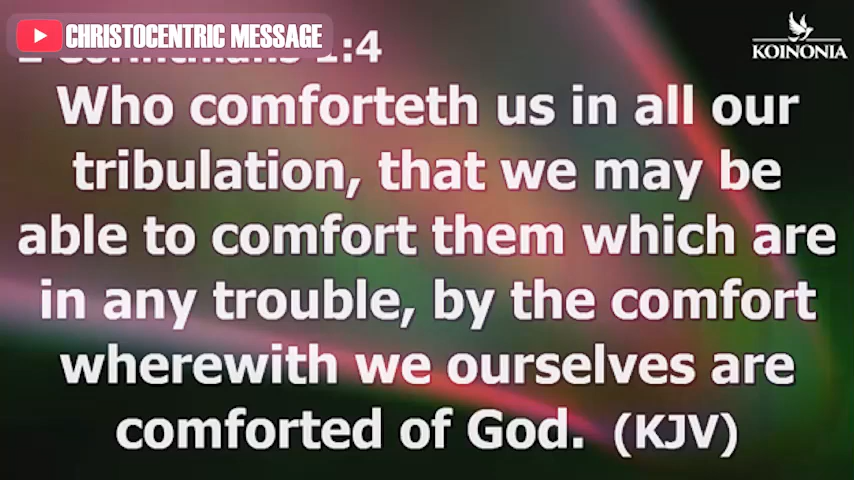 CHRISTOCENTRIC MESSAGE
KOINONIA
1:4
Who comforteth us in all our
tribulation, that we may be
able to comfort them which are
in any trouble, by the comfort
wherewith we ourselves are
comforted of God. (KJV)